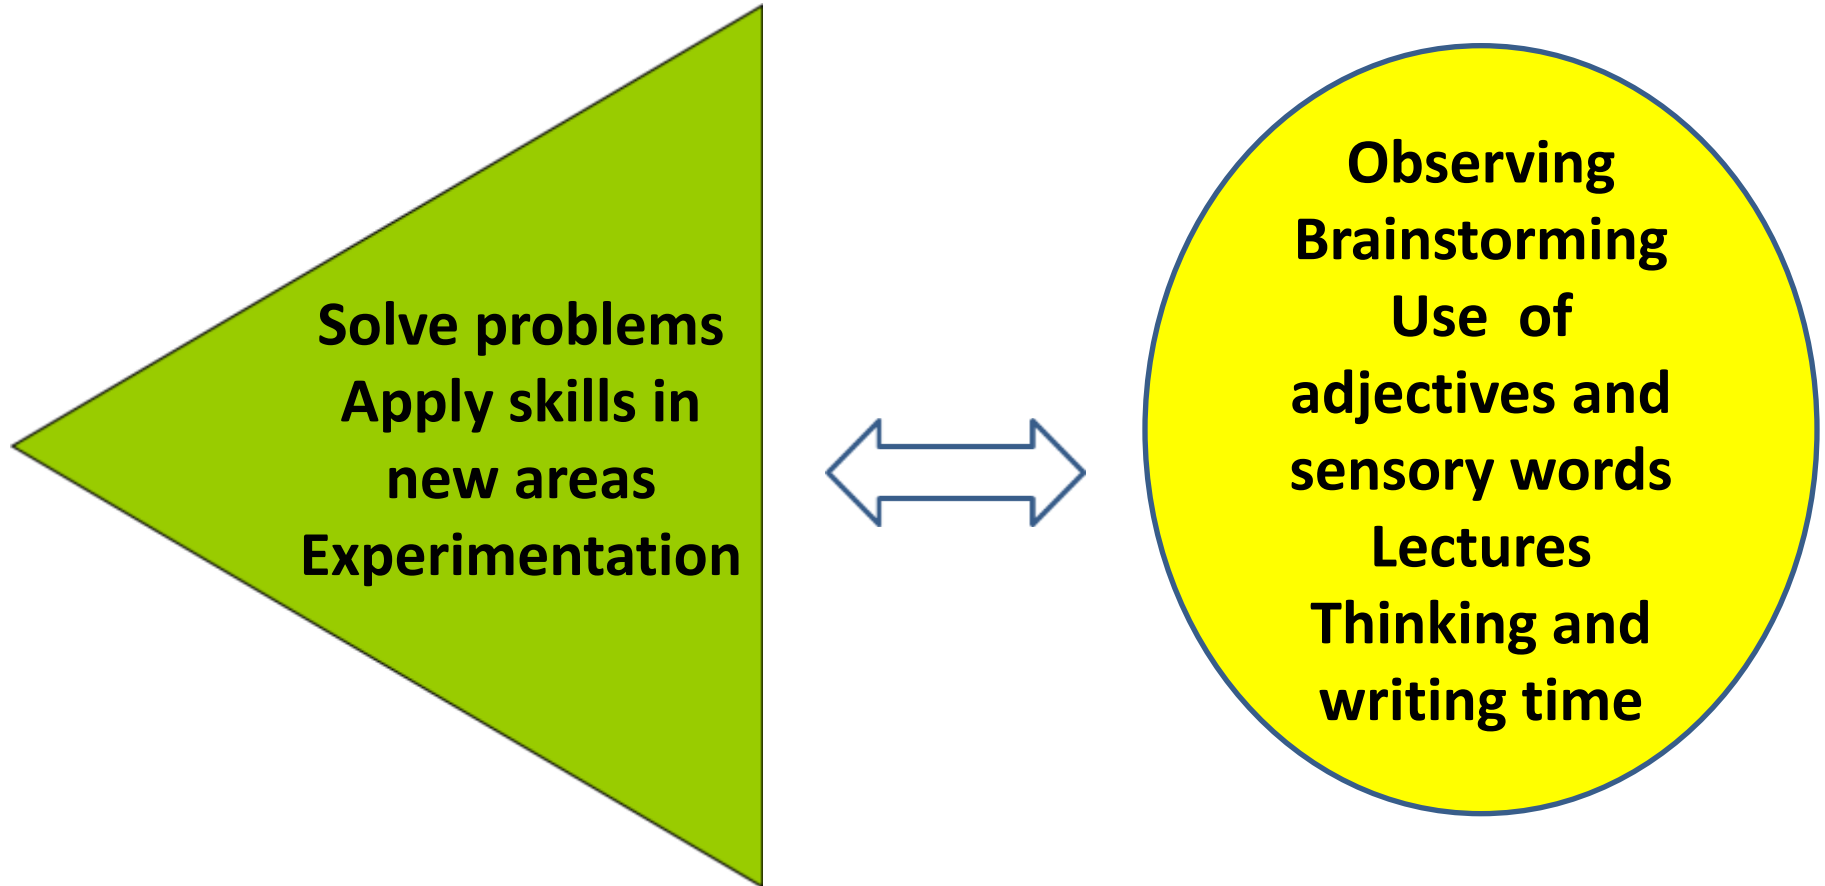 Solve problems
Apply skills in
new areas
Experimentation
Observing
Brainstorming
Use  of
adjectives and
sensory words
Lectures
Thinking and
writing time